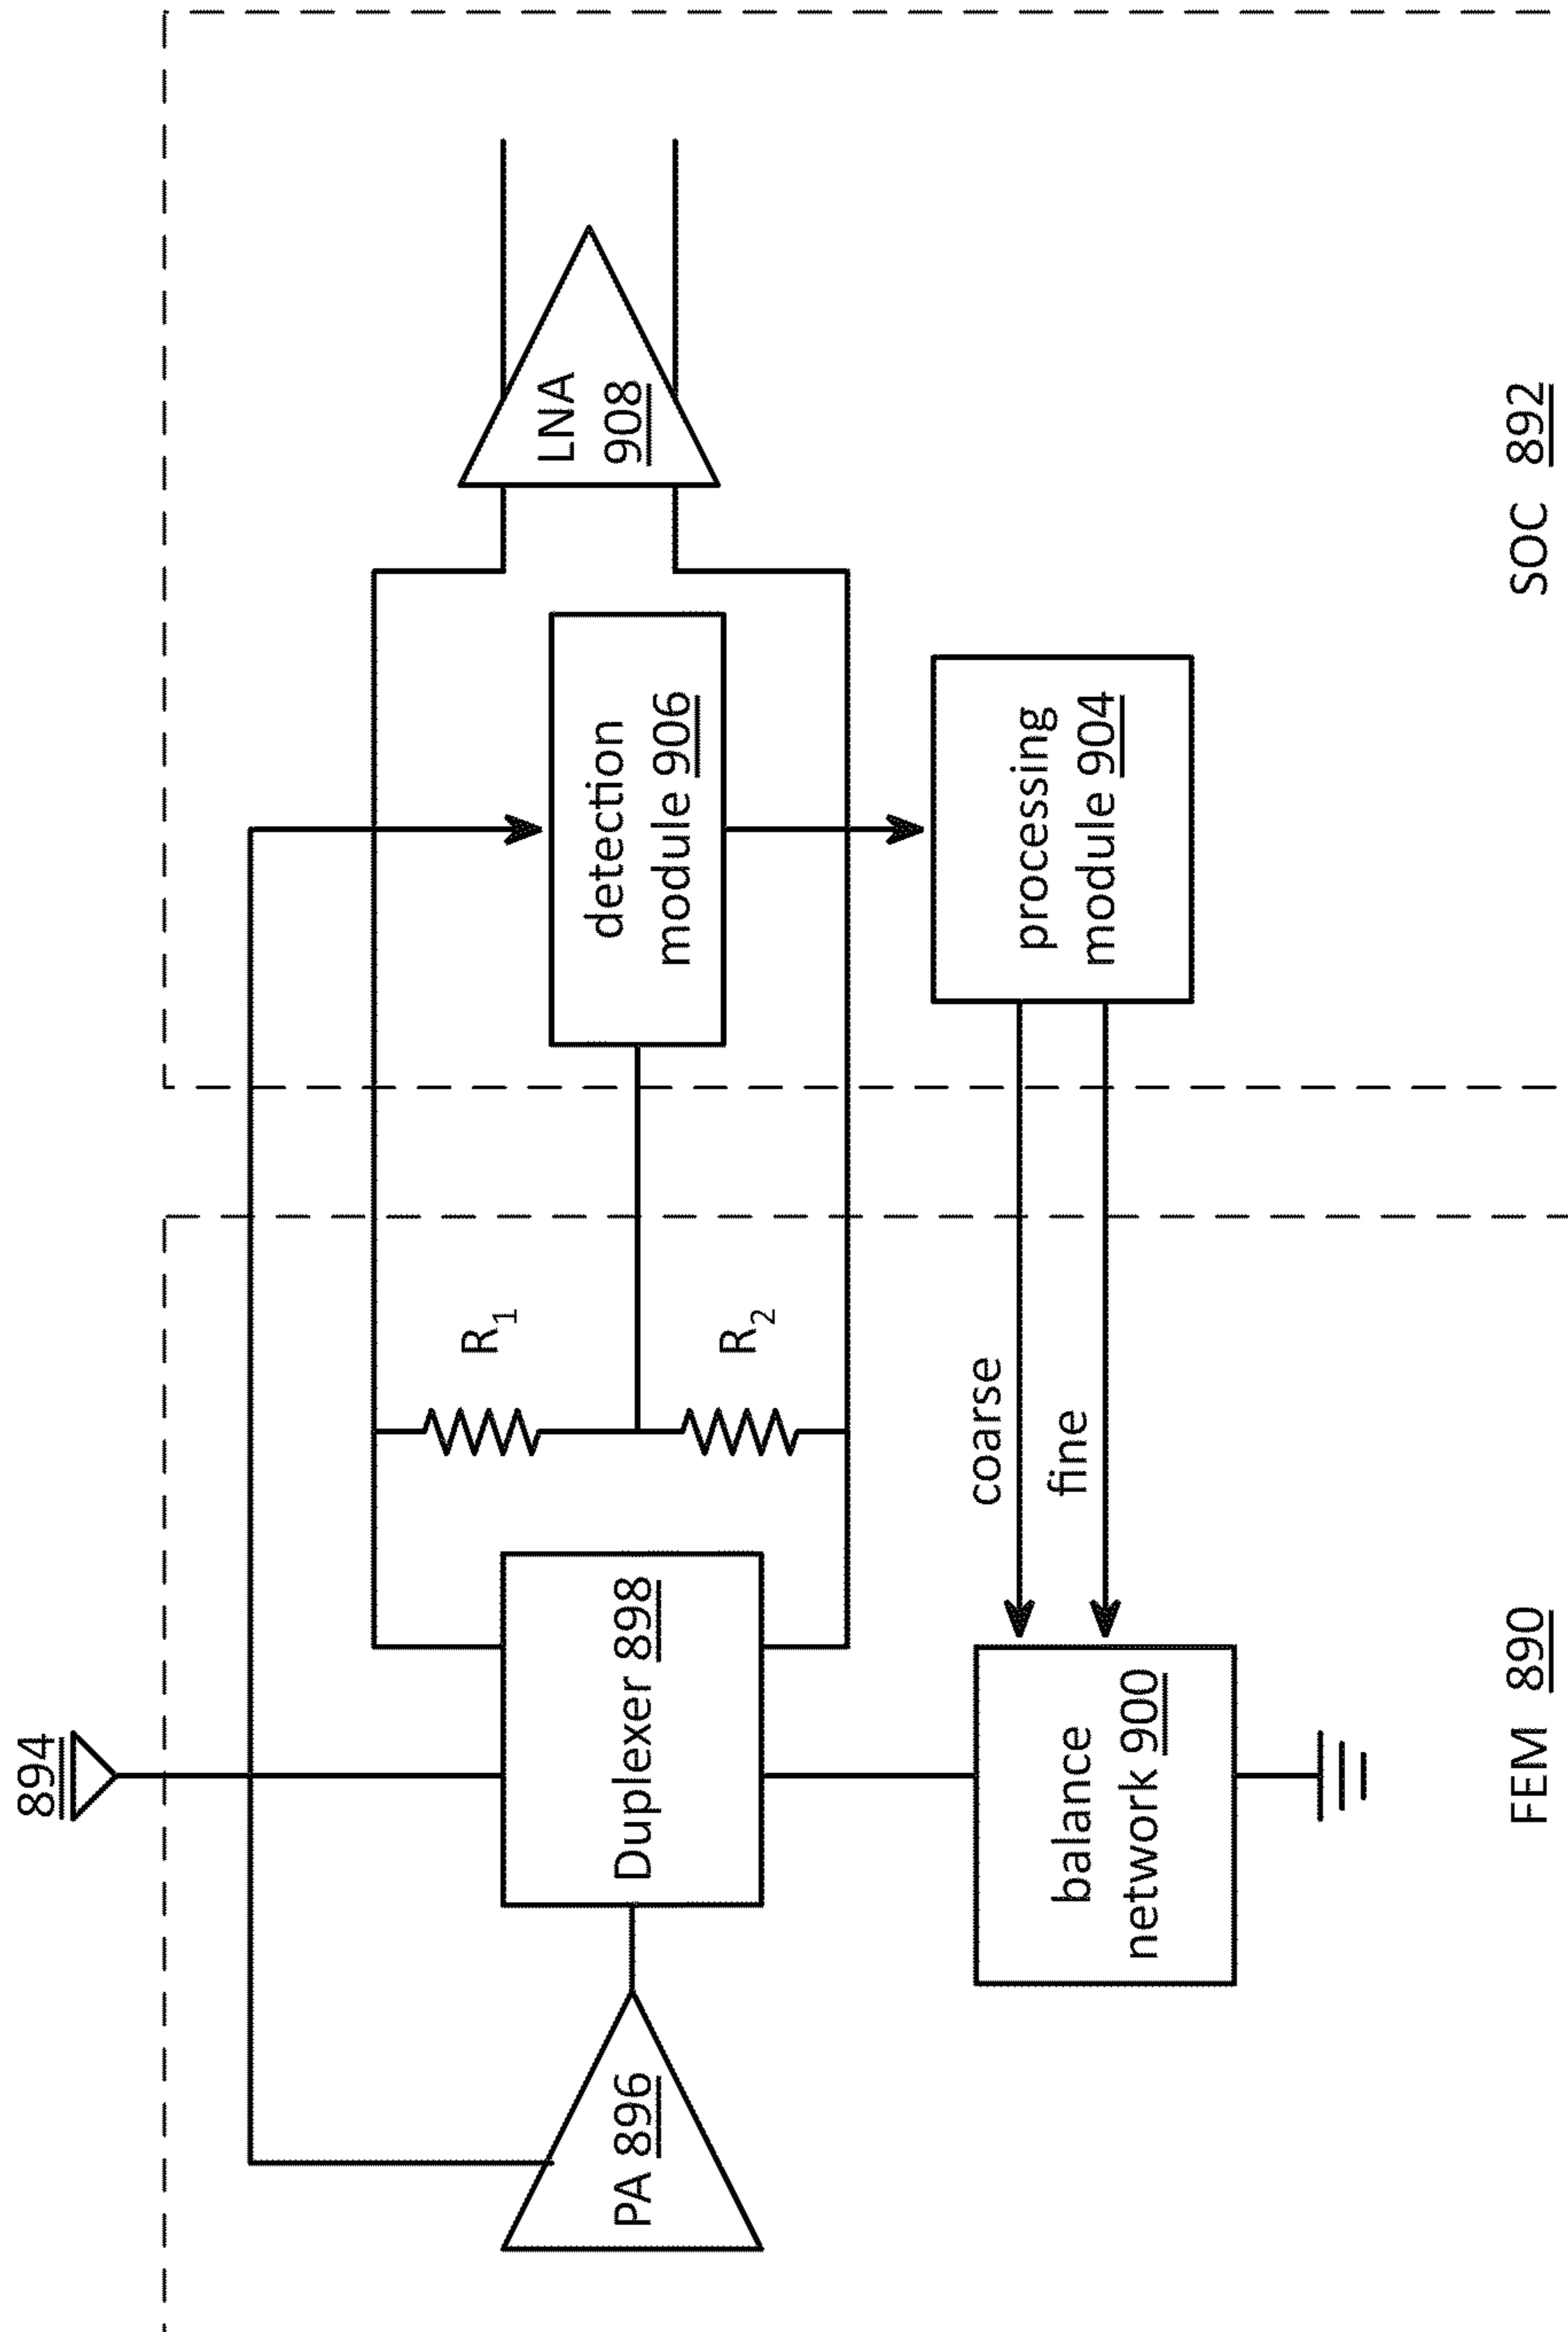 894
PA 896
Duplexer 898
R1
R2
detection
module 906
LNA
908
balance
network 900
coarse
fine
processing
module 904
FEM 890
SOC 892